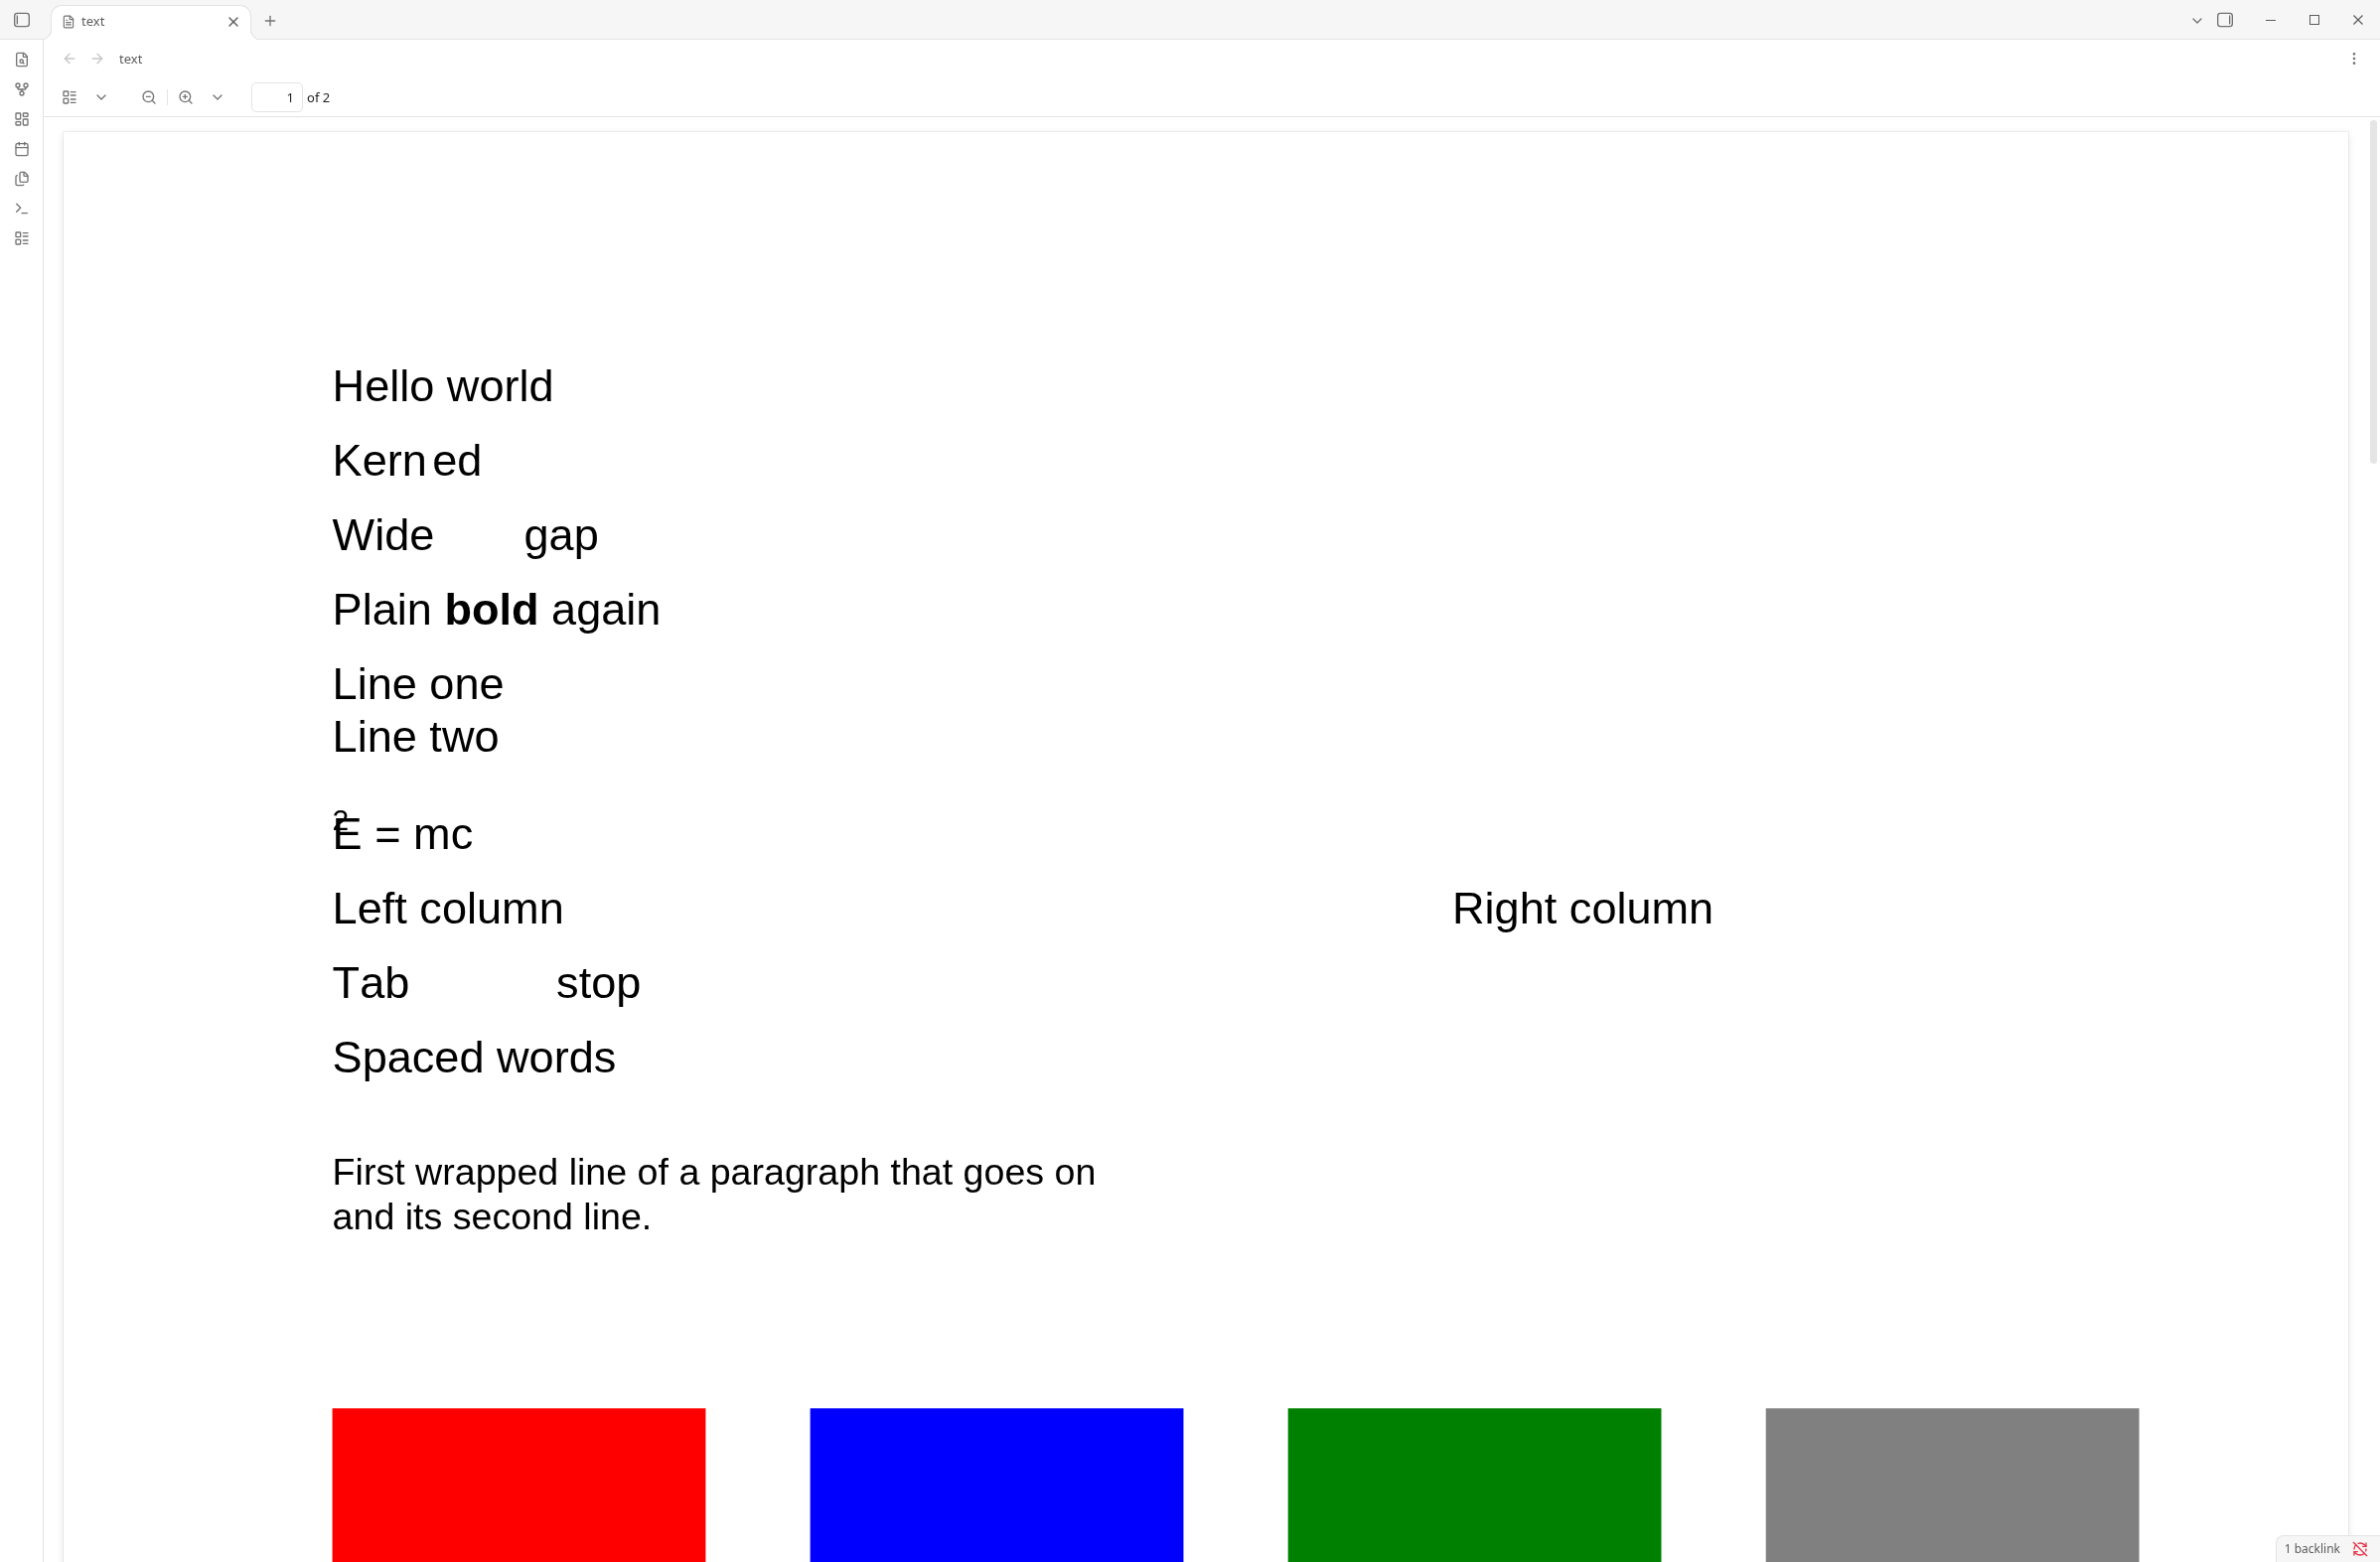 text
text
1 of 2
Hello world
Kerned
Wide gap
Plain bold again
Line one
Line two
2
E = mc
Left column Right column
Tab stop
Spaced words
First wrapped line of a paragraph that goes on
and its second line.
1 backlink